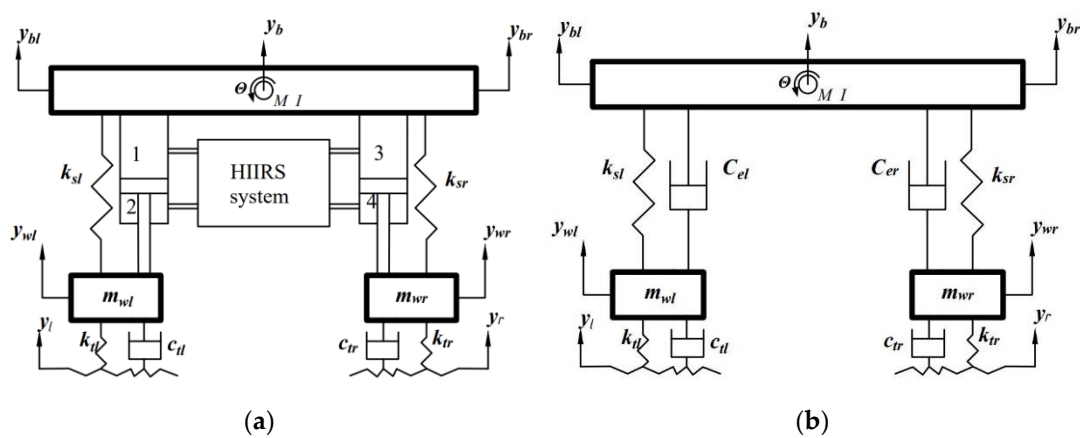 y_b
y_bl
y_br
Θ
M I
1
3
HIIRS
system
k_sl
k_sr
2
4
y_wl
y_wr
m_wl
m_wr
y_l
y_r
k_tl
c_tl
c_tr
k_tr
(a)
y_b
y_bl
y_br
Θ
M I
k_sl
C_el
C_er
k_sr
y_wl
y_wr
m_wl
m_wr
y_l
y_r
k_tl
c_tl
c_tr
k_tr
(b)